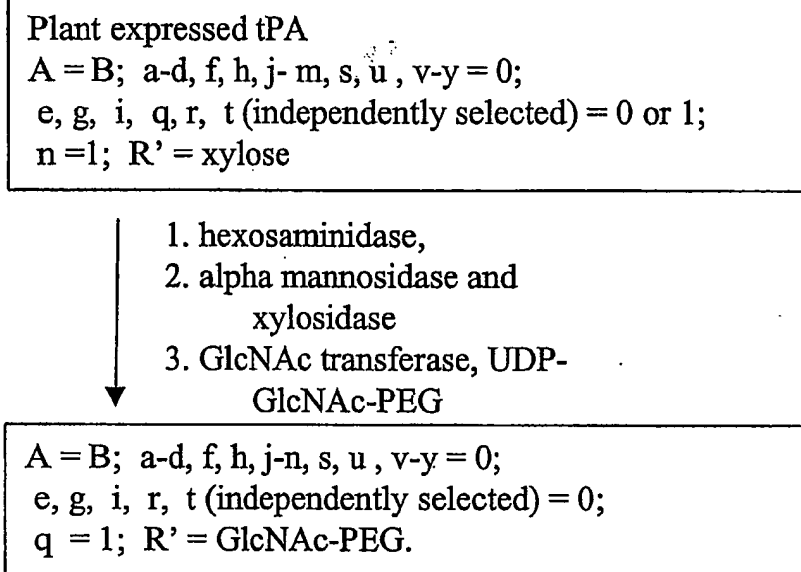 Plant expressed tPA
A = B; a-d, f, h, j- m, s, u , v-y = 0;
e, g, i, q, r, t (independently selected) = 0 or 1;
n =1; R’ = xylose
1. hexosaminidase,
2. alpha mannosidase and
xylosidase
3. GlcNAc transferase, UDP-
GlcNAc-PEG
A = B; a-d, f, h, j-n, s, u , v-y = 0;
e, g, i, r, t (independently selected) = 0;
q = 1; R’ = GlcNAc-PEG.